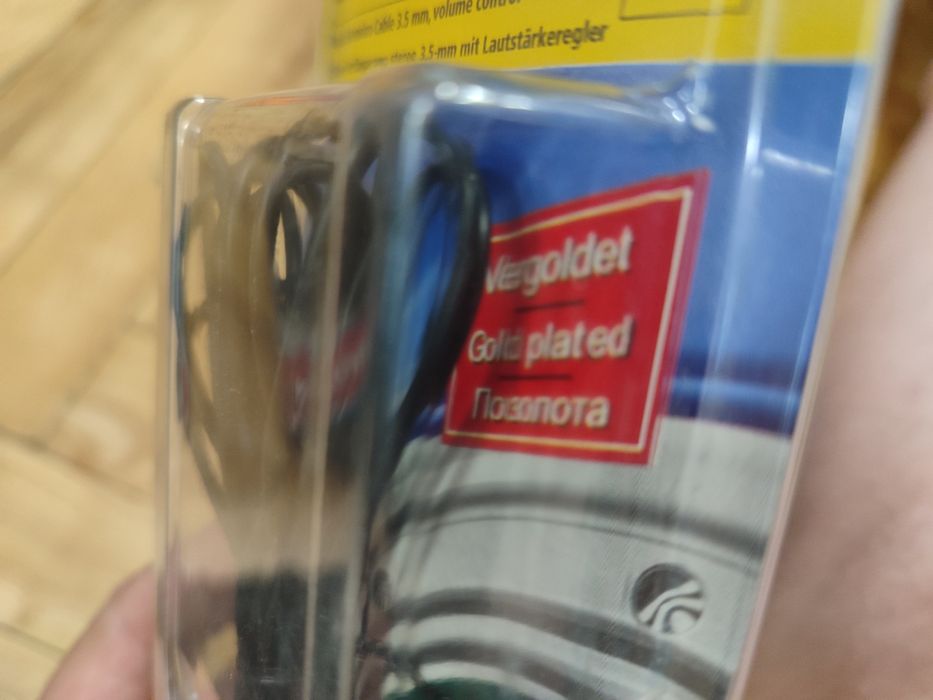 Cable 3.5 mm, volume control
3,5-mm mit Lautstärkeregler
Vergoldet
Gold plated
Позолота